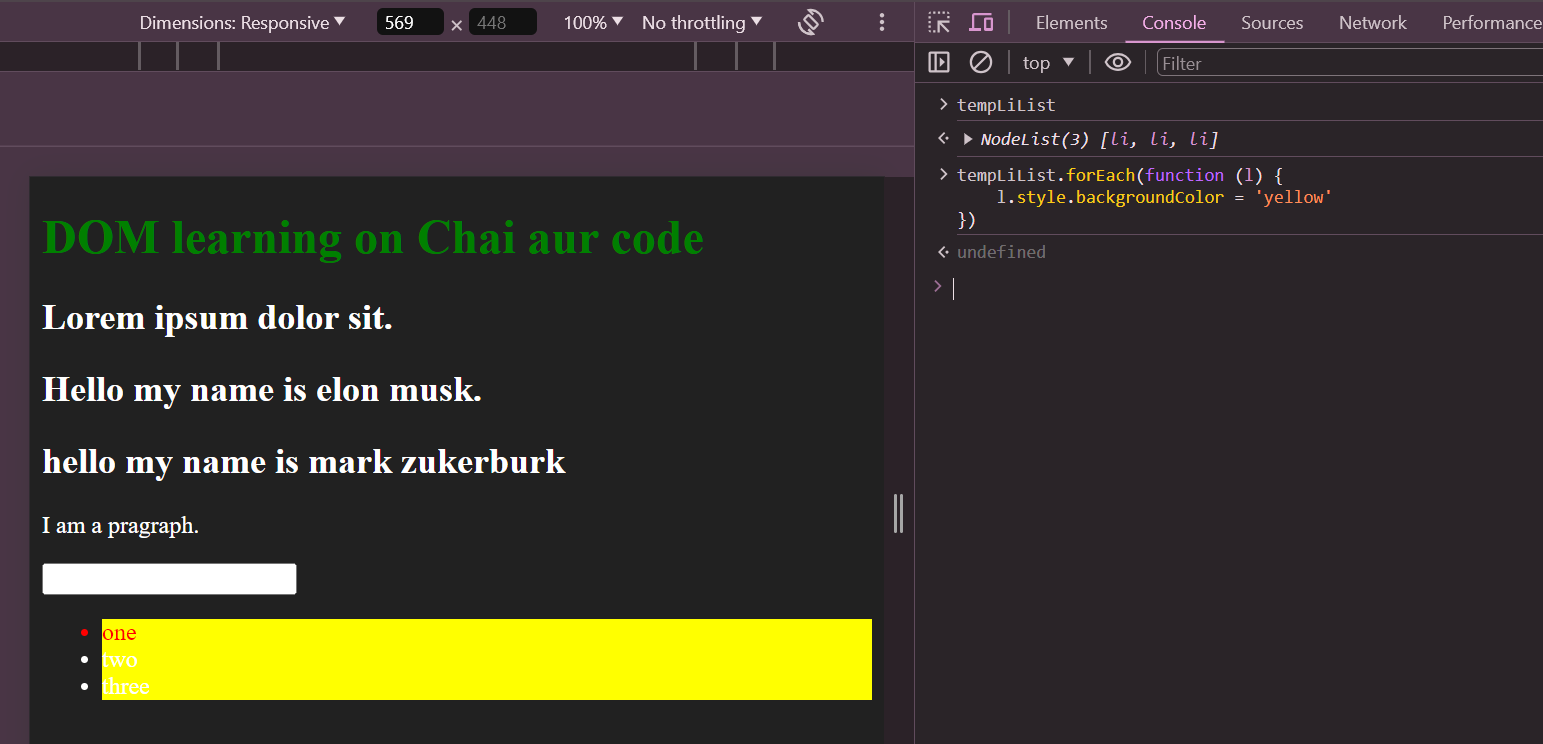 Dimensions: Responsive ▼ 569 × 448 100% ▼ No throttling ▼
Elements Console Sources Network Performance
top ▼ Filter
DOM learning on Chai aur code
Lorem ipsum dolor sit.
Hello my name is elon musk.
hello my name is mark zukerburk
I am a pragraph.
• one
• two
• three
> tempLiList
NodeList(3) [li, li, li]
> tempLiList.forEach(function (l) {
l.style.backgroundColor = 'yellow'
})
undefined
>